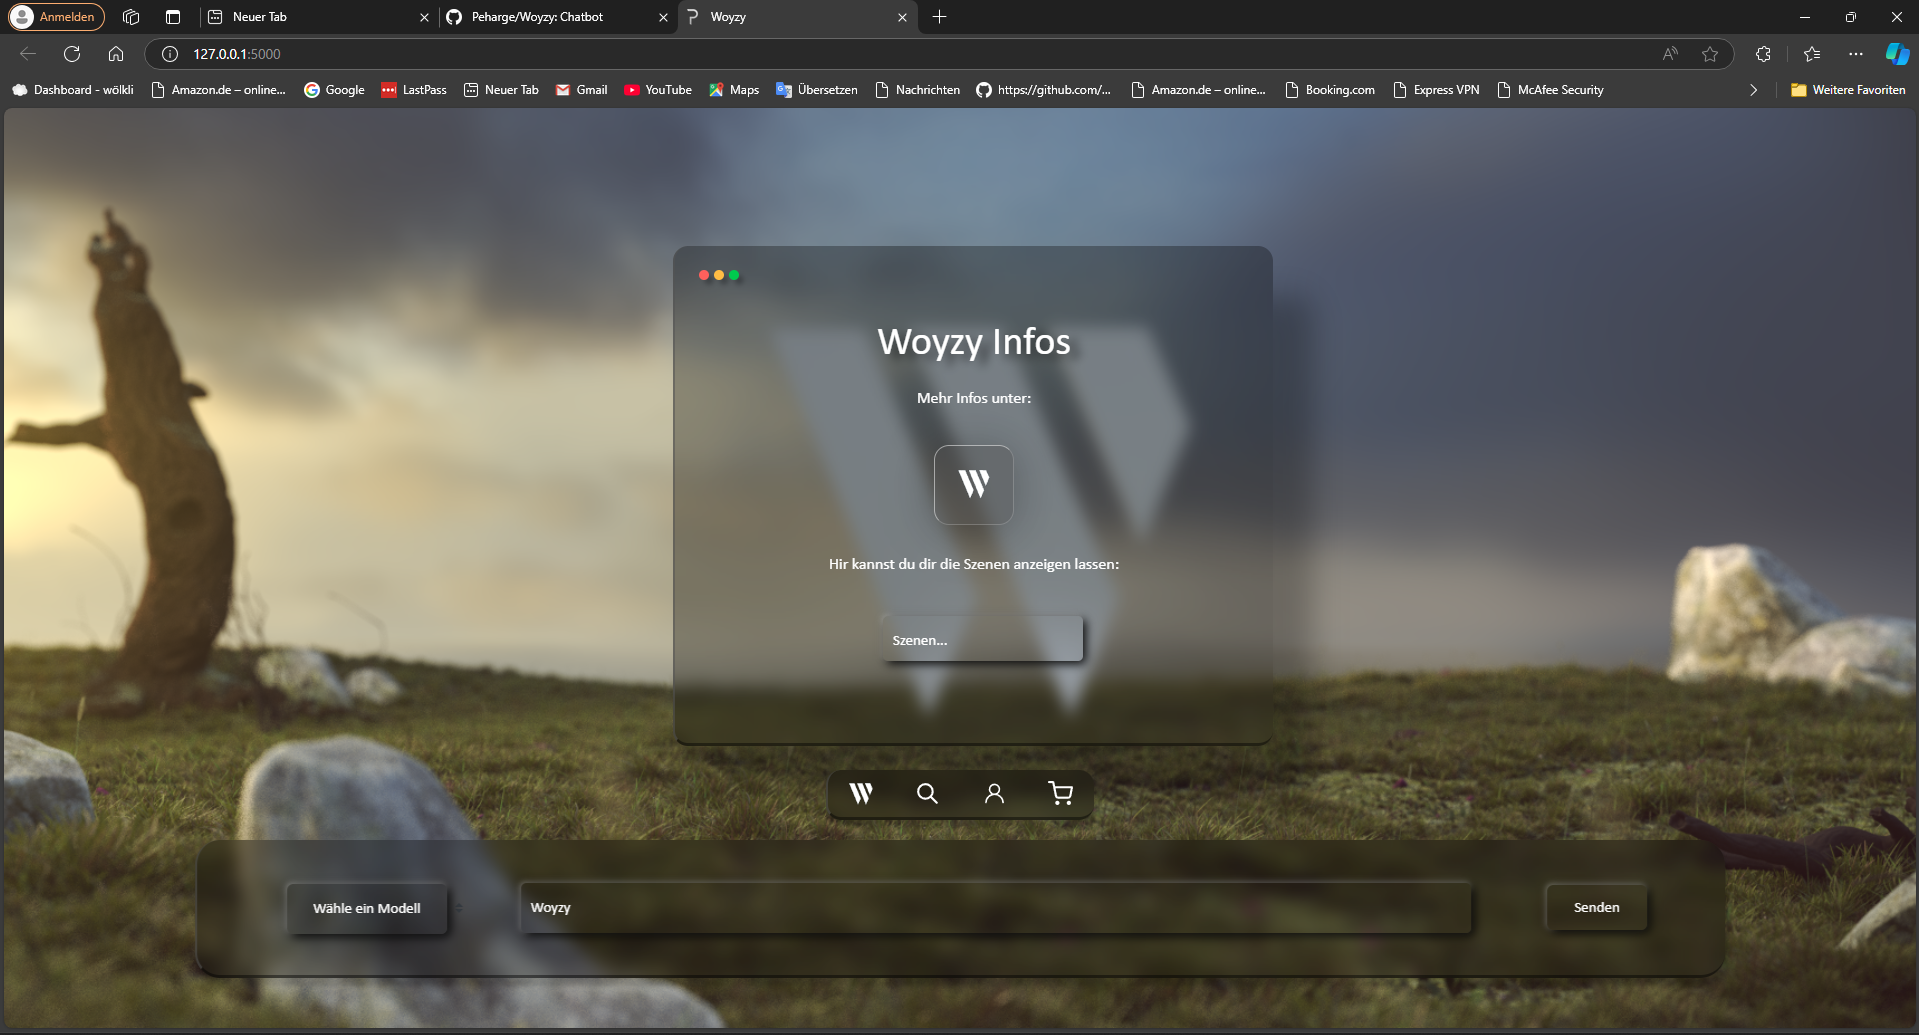 Anmelden
Neuer Tab
Peharge/Woyzy: Chatbot
Woyzy
127.0.0.1:5000
Dashboard - wölkli
Amazon.de – online...
Google
LastPass
Neuer Tab
Gmail
YouTube
Maps
Übersetzen
Nachrichten
https://github.com/...
Amazon.de – online...
Booking.com
Express VPN
McAfee Security
Weitere Favoriten
Woyzy Infos
Mehr Infos unter:
Hir kannst du dir die Szenen anzeigen lassen:
Szenen...
Wähle ein Modell
Woyzy
Senden